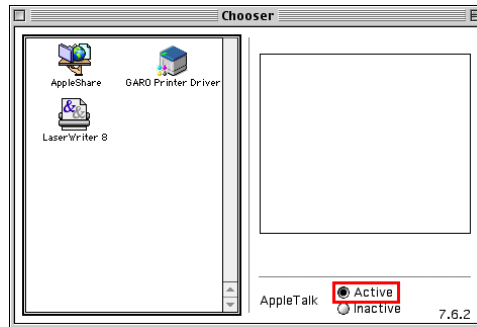 Chooser
AppleShare
GARO Printer Driver
LaserWriter 8
AppleTalk
Active
Inactive
7.6.2